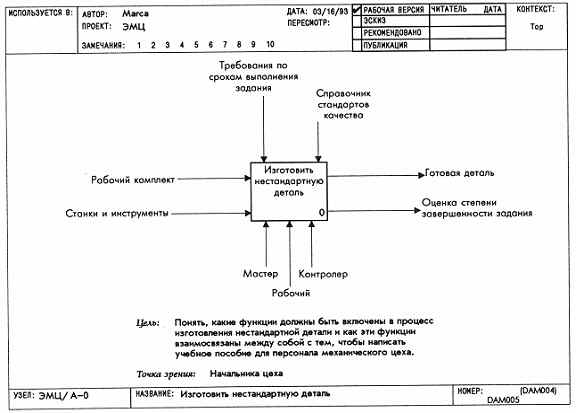 ИСПОЛЬЗУЕТСЯ В:
АВТОР: Marca
ДАТА: 03/16/93
ПРОЕКТ: ЭМЦ
ПЕРЕСМОТР:
ЗАМЕЧАНИЯ: 1 2 3 4 5 6 7 8 9 10
РАБОЧАЯ ВЕРСИЯ
ЭСКИЗ
РЕКОМЕНДОВАНО
ПУБЛИКАЦИЯ
ЧИТАТЕЛЬ ДАТА
КОНТЕКСТ:
Top
Требования по
срокам выполнения
задания
Справочник
стандартов
качества
Рабочий комплект
Станки и инструменты
Изготовить
нестандартную
деталь
0
Готовая деталь
Оценка степени
завершенности задания
Мастер
Контролер
Рабочий
Цель: Понять, какие функции должны быть включены в процесс
изготовления нестандартной детали и как эти функции
взаимосвязаны между собой с тем, чтобы написать
учебное пособие для персонала механического цеха.
Точка зрения: Начальника цеха
УЗЕЛ: ЭМЦ/А-0
НАЗВАНИЕ: Изготовить нестандартную деталь
НОМЕР: (DAM004)
DAM005